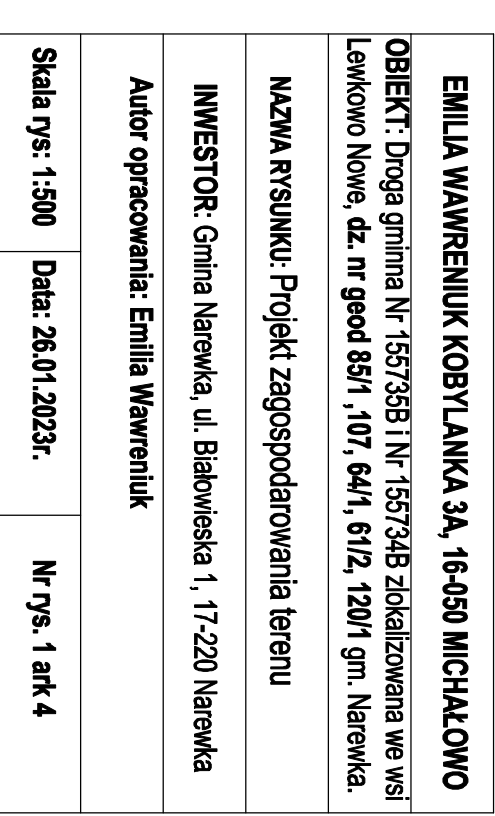 EMILIA WAWRENIUK KOBYLANKA 3A, 16-050 MICHAŁOWO
OBIEKT: Droga gminna Nr 155735B i Nr 155734B zlokalizowana we wsi
Lewkowo Nowe, dz. nr geod 85/1 ,107, 64/1, 61/2, 120/1 gm. Narewka.
NAZWA RYSUNKU: Projekt zagospodarowania terenu
INWESTOR: Gmina Narewka, ul. Białowieska 1, 17-220 Narewka
Autor opracowania: Emilia Wawreniuk
Skala rys: 1:500 Data: 26.01.2023r. Nr rys. 1 ark 4